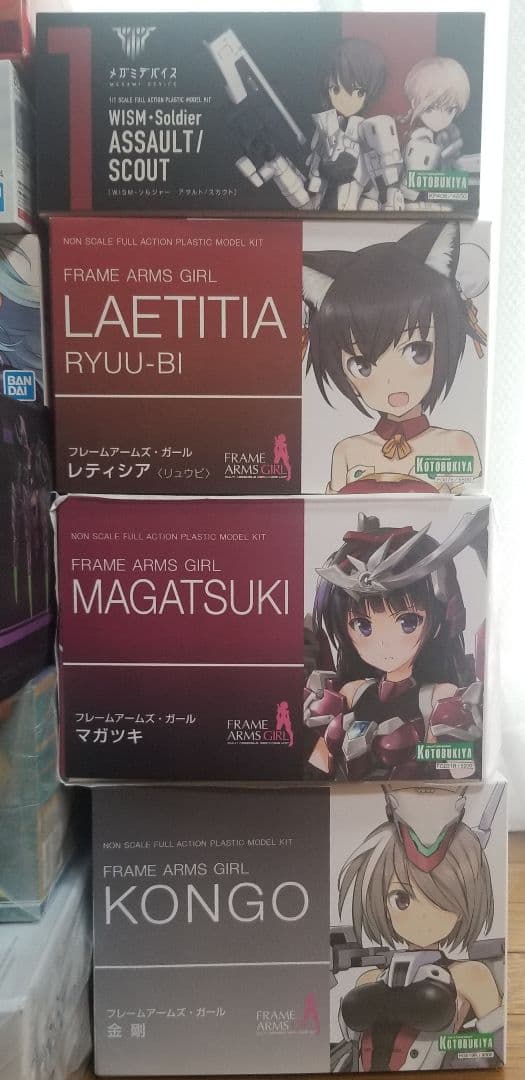 1
メガミデバイス
MEGAMI DEVICE
1/1 SCALE FULL ACTION PLASTIC MODEL KIT
WISM・Soldier
ASSAULT/
SCOUT
[WISM・ソルジャー アサルト/スカウト]
KOTOBUKIYA
NON SCALE FULL ACTION PLASTIC MODEL KIT
FRAME ARMS GIRL
LAETITIA
RYUU-BI
フレームアームズ・ガール
レティシア〈リュウビ〉
FRAME
ARMS GIRL
KOTOBUKIYA
BAN
DAI
NON SCALE FULL ACTION PLASTIC MODEL KIT
FRAME ARMS GIRL
MAGATSUKI
フレームアームズ・ガール
マガツキ
FRAME
ARMS GIRL
KOTOBUKIYA
NON SCALE FULL ACTION PLASTIC MODEL KIT
FRAME ARMS GIRL
KONGO
フレームアームズ・ガール
金剛
FRAME
ARMS GIRL
KOTOBUKIYA